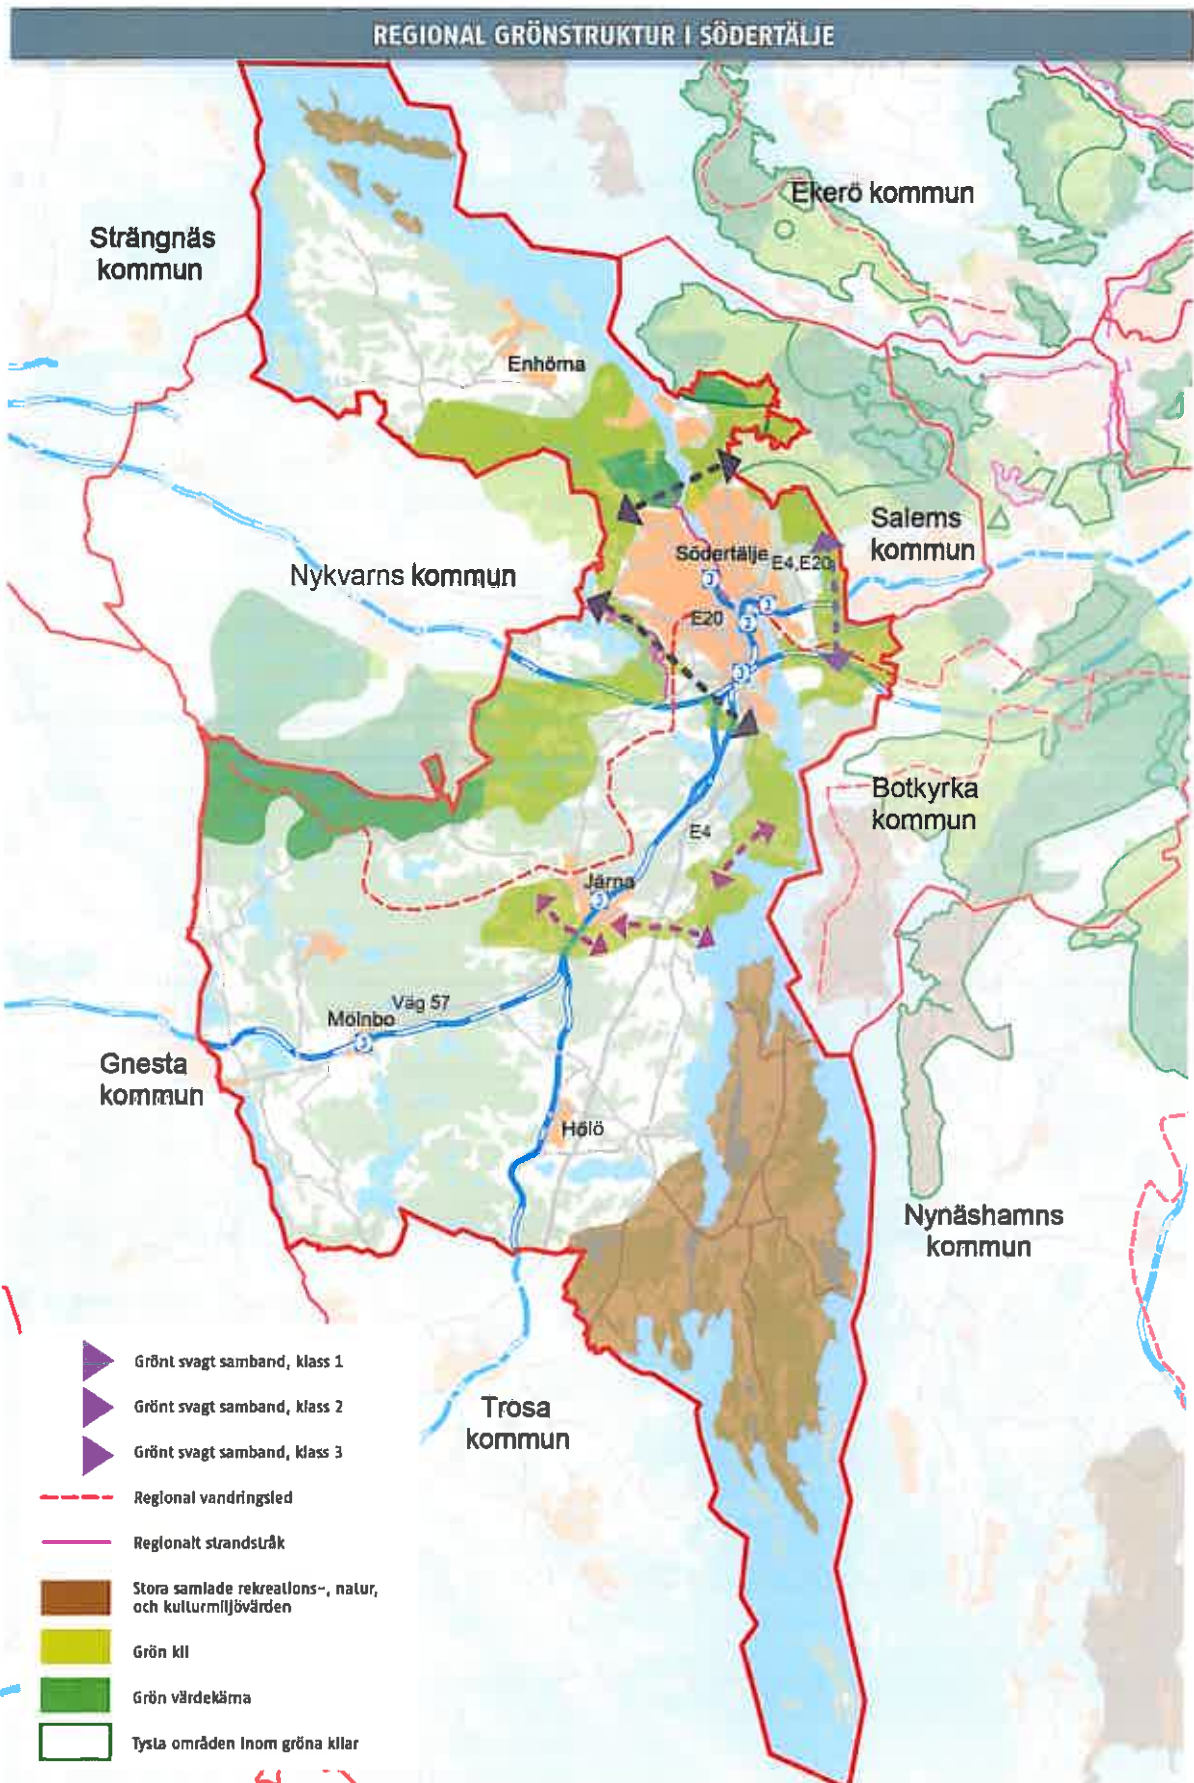 REGIONAL GRÖNSTRUKTUR I SÖDERTÄLJE
Ekerö kommun
Strängnäs
kommun
Enhörna
Salems
kommun
Södertälje
E4,E20
Nykvarns kommun
E20
Botkyrka
kommun
E4
Järna
Väg 57
Mölnbo
Gnesta
kommun
Hölö
Nynäshamns
kommun
Trosa
kommun
Grönt svagt samband, klass 1
Grönt svagt samband, klass 2
Grönt svagt samband, klass 3
Regional vandringsled
Regionalt strandstråk
Stora samlade rekreations-, natur,
och kulturmiljövärden
Grön kil
Grön värdekärna
Tysta områden inom gröna kilar